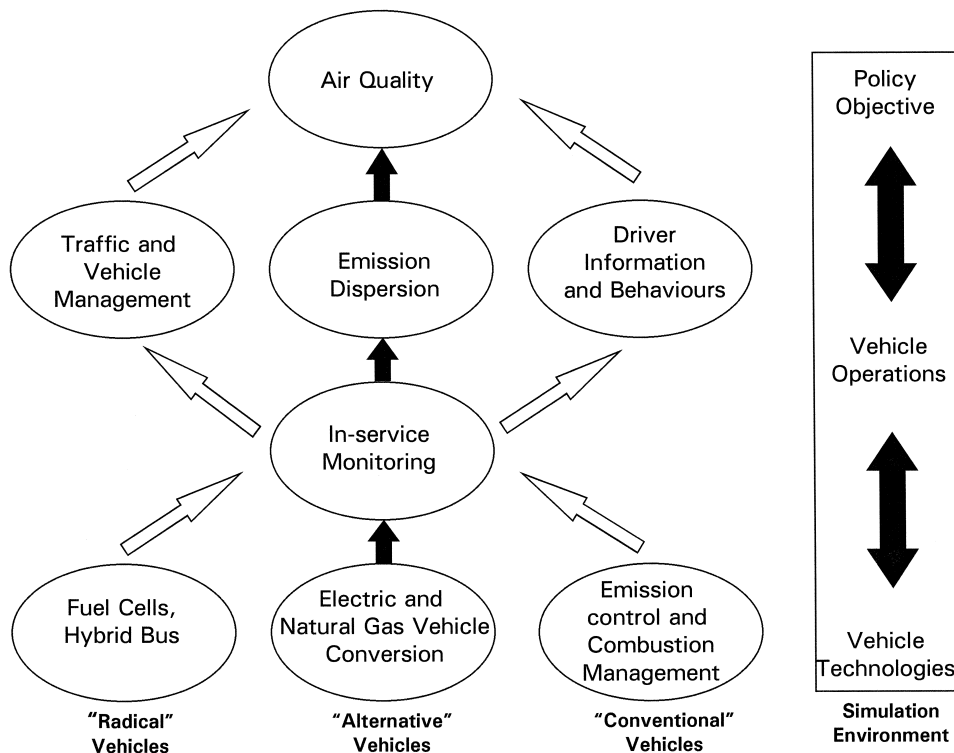 Air Quality
Traffic and
Vehicle
Management
Emission
Dispersion
Driver
Information
and Behaviours
In-service
Monitoring
Fuel Cells,
Hybrid Bus
Electric and
Natural Gas Vehicle
Conversion
Emission
control and
Combustion
Management
"Radical"
Vehicles
"Alternative"
Vehicles
"Conventional"
Vehicles
Policy
Objective
Vehicle
Operations
Vehicle
Technologies
Simulation
Environment